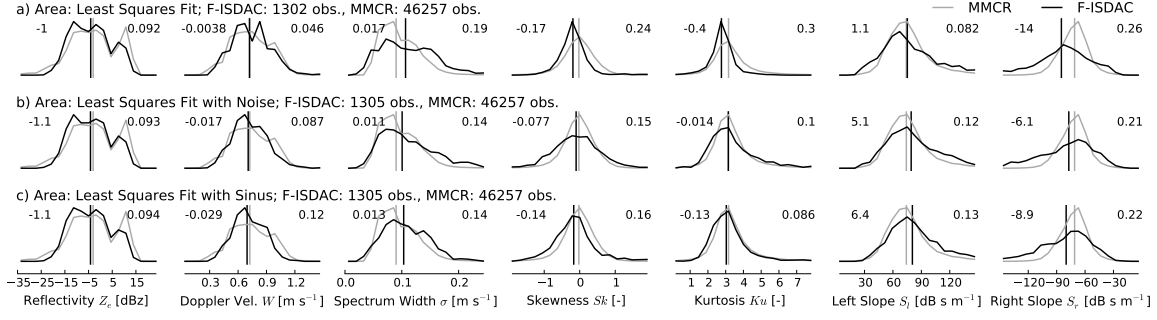 a) Area: Least Squares Fit; F-ISDAC: 1302 obs., MMCR: 46257 obs.
MMCR F-ISDAC
-1 0.092 -0.0038 0.046 0.017 0.19 -0.17 0.24 -0.4 0.3 1.1 0.082 -14 0.26
b) Area: Least Squares Fit with Noise; F-ISDAC: 1305 obs., MMCR: 46257 obs.
-1.1 0.093 -0.017 0.087 0.011 0.14 -0.077 0.15 -0.014 0.1 5.1 0.12 -6.1 0.21
c) Area: Least Squares Fit with Sinus; F-ISDAC: 1305 obs., MMCR: 46257 obs.
-1.1 0.094 -0.029 0.12 0.013 0.14 -0.14 0.16 -0.13 0.086 6.4 0.13 -8.9 0.22
−35 −25 −15 −5 5 15 0.3 0.6 0.9 1.2 0.0 0.1 0.2 −1 0 1 1 2 3 4 5 6 7 30 60 90 120 −120 −90 −60 −30
Reflectivity Zₑ [dBz] Doppler Vel. W [m s⁻¹] Spectrum Width σ [m s⁻¹] Skewness Sk [-] Kurtosis Ku [-] Left Slope Sₗ [dB s m⁻¹] Right Slope Sᵣ [dB s m⁻¹]